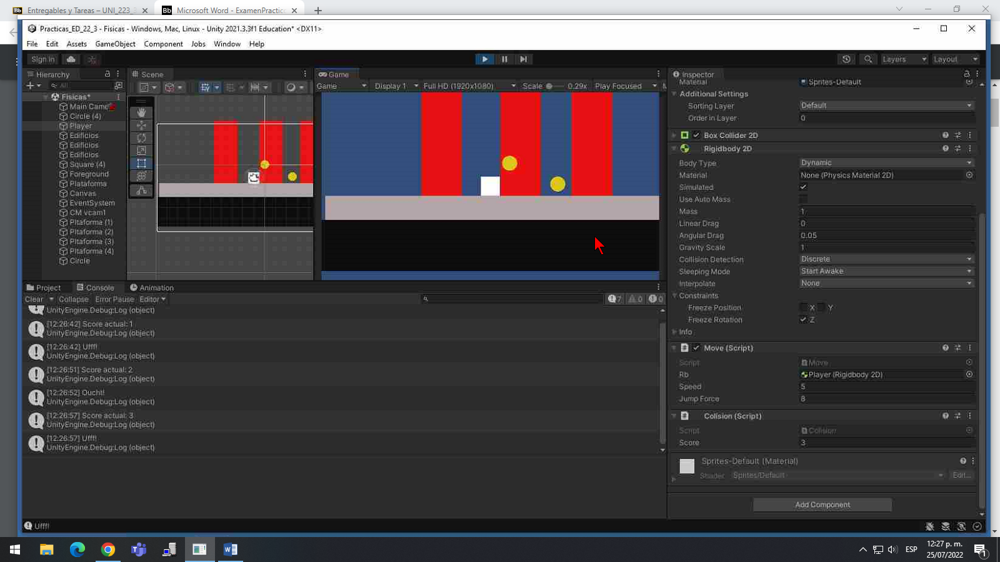 Entregables y Tareas – UNI_223_3
Microsoft Word - ExamenPractico
Practicas_ED_22_3 - Fisicas - Windows, Mac, Linux - Unity 2021.3.3f1 Education* <DX11>
File Edit Assets GameObject Component Jobs Window Help
Sign in
Layers Layout
Hierarchy
All
Fisicas*
Main Came
Circle (4)
Player
Edificios
Edificios
Edificios
Square (4)
Foreground
Plataforma
Canvas
EventSystem
CM vcam1
Pltaforma (1)
Pltaforma (2)
Pltaforma (3)
Pltaforma (4)
Circle
Scene
Game
Game Display 1 Full HD (1920x1080) Scale 0.29x Play Focused M
Inspector
Material Sprites-Default
Additional Settings
Sorting Layer Default
Order in Layer 0
Box Collider 2D
Rigidbody 2D
Body Type Dynamic
Material None (Physics Material 2D)
Simulated
Use Auto Mass
Mass 1
Linear Drag 0
Angular Drag 0.05
Gravity Scale 1
Collision Detection Discrete
Sleeping Mode Start Awake
Interpolate None
Constraints
Freeze Position X Y
Freeze Rotation Z
Info
Move (Script)
Script Move
Rb Player (Rigidbody 2D)
Speed 5
Jump Force 8
Colision (Script)
Script Colision
Score 3
Sprites-Default (Material)
Shader Sprites/Default Edit...
Add Component
Project Console Animation
Clear Collapse Error Pause Editor
7 0 0
UnityEngine.Debug:Log (object)
[12:26:42] Score actual: 1
UnityEngine.Debug:Log (object)
[12:26:42] Ufff!
UnityEngine.Debug:Log (object)
[12:26:51] Score actual: 2
UnityEngine.Debug:Log (object)
[12:26:52] Oucht!
UnityEngine.Debug:Log (object)
[12:26:57] Score actual: 3
UnityEngine.Debug:Log (object)
[12:26:57] Ufff!
UnityEngine.Debug:Log (object)
Ufff!
ESP
12:27 p. m.
25/07/2022
1